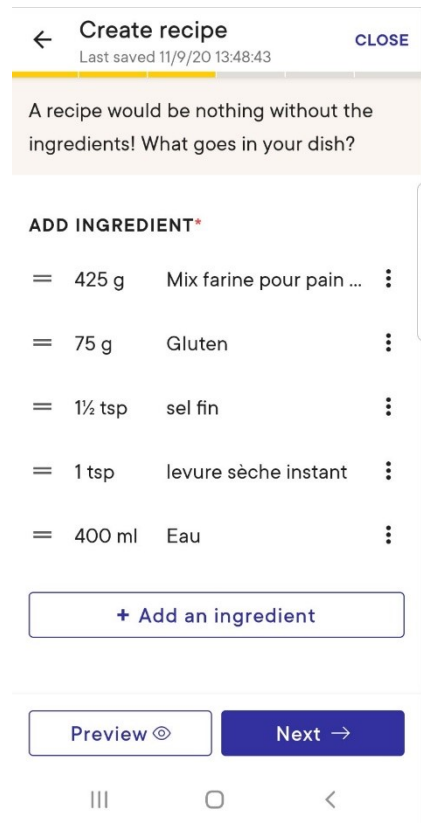 Create recipe
Last saved 11/9/20 13:48:43
CLOSE
A recipe would be nothing without the
ingredients! What goes in your dish?
ADD INGREDIENT*
425 g Mix farine pour pain ...
75 g Gluten
1½ tsp sel fin
1 tsp levure sèche instant
400 ml Eau
+ Add an ingredient
Preview
Next →